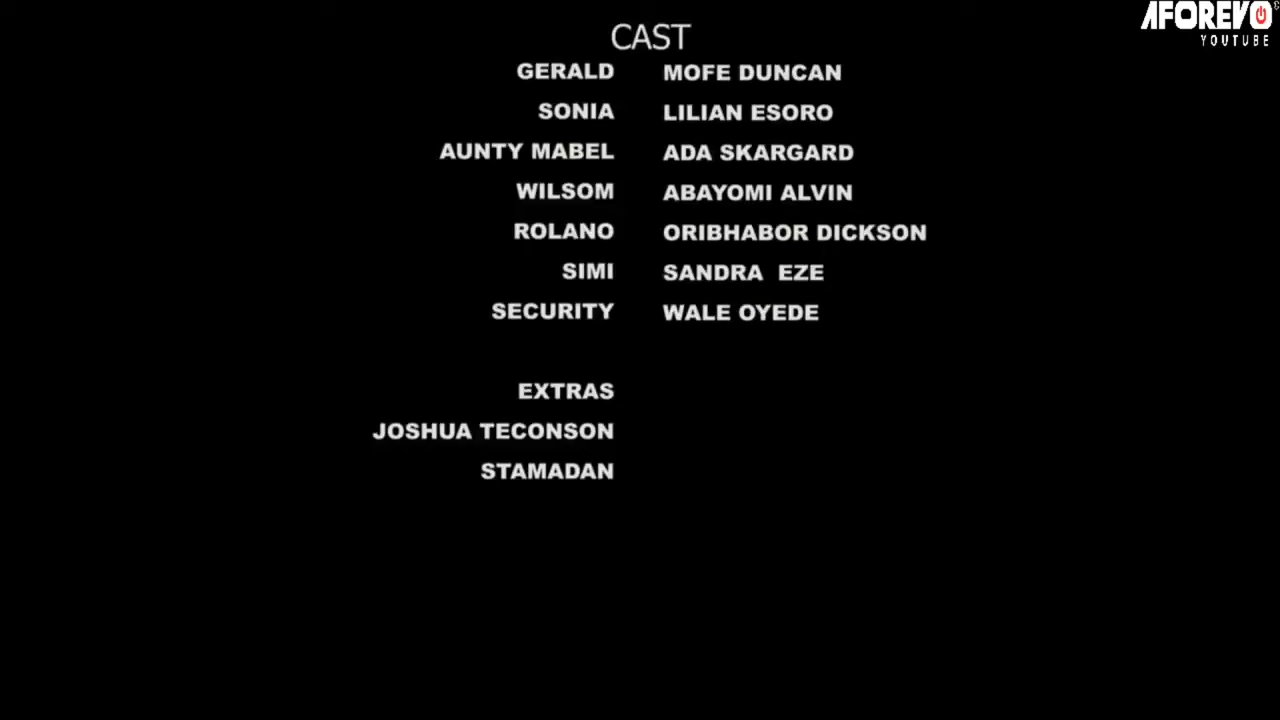 AFOREVO
YOUTUBE
CAST
GERALD MOFE DUNCAN
SONIA LILIAN ESORO
AUNTY MABEL ADA SKARGARD
WILSOM ABAYOMI ALVIN
ROLANO ORIBHABOR DICKSON
SIMI SANDRA EZE
SECURITY WALE OYEDE
EXTRAS
JOSHUA TECONSON
STAMADAN